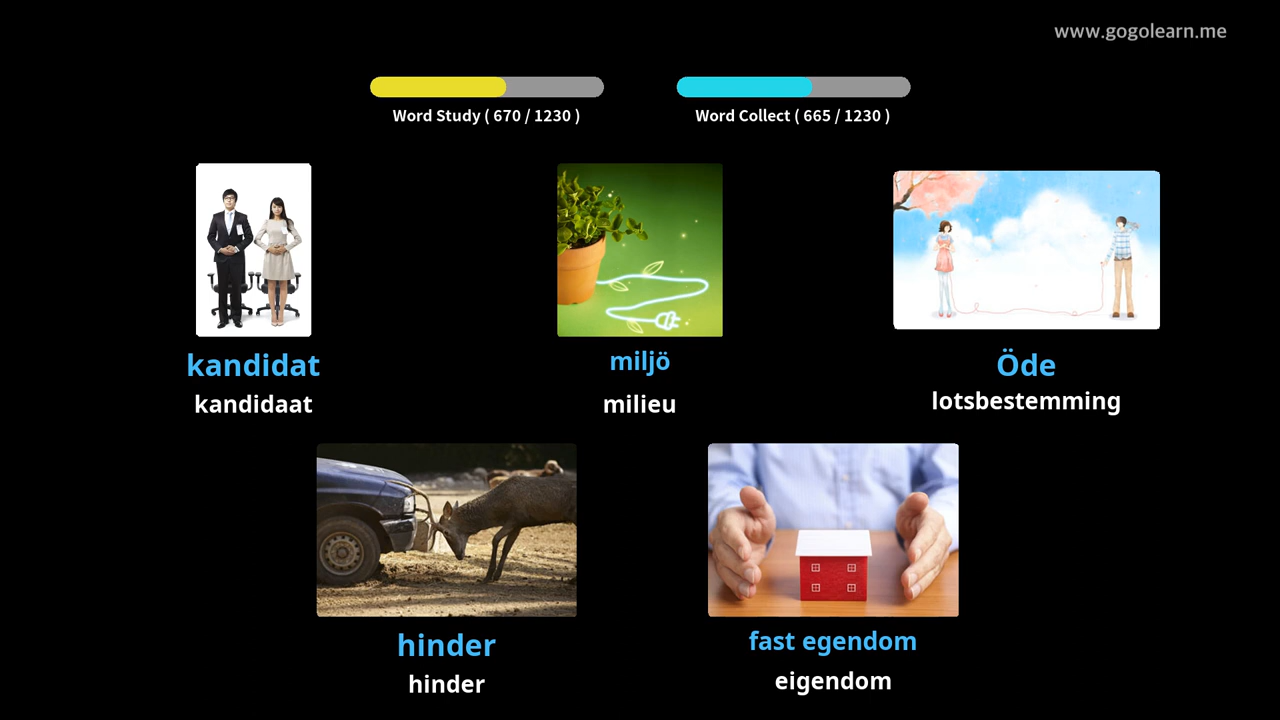 www.gogolearn.me
Word Study ( 670 / 1230 )
Word Collect ( 665 / 1230 )
kandidat
kandidaat
miljö
milieu
Öde
lotsbestemming
hinder
hinder
fast egendom
eigendom